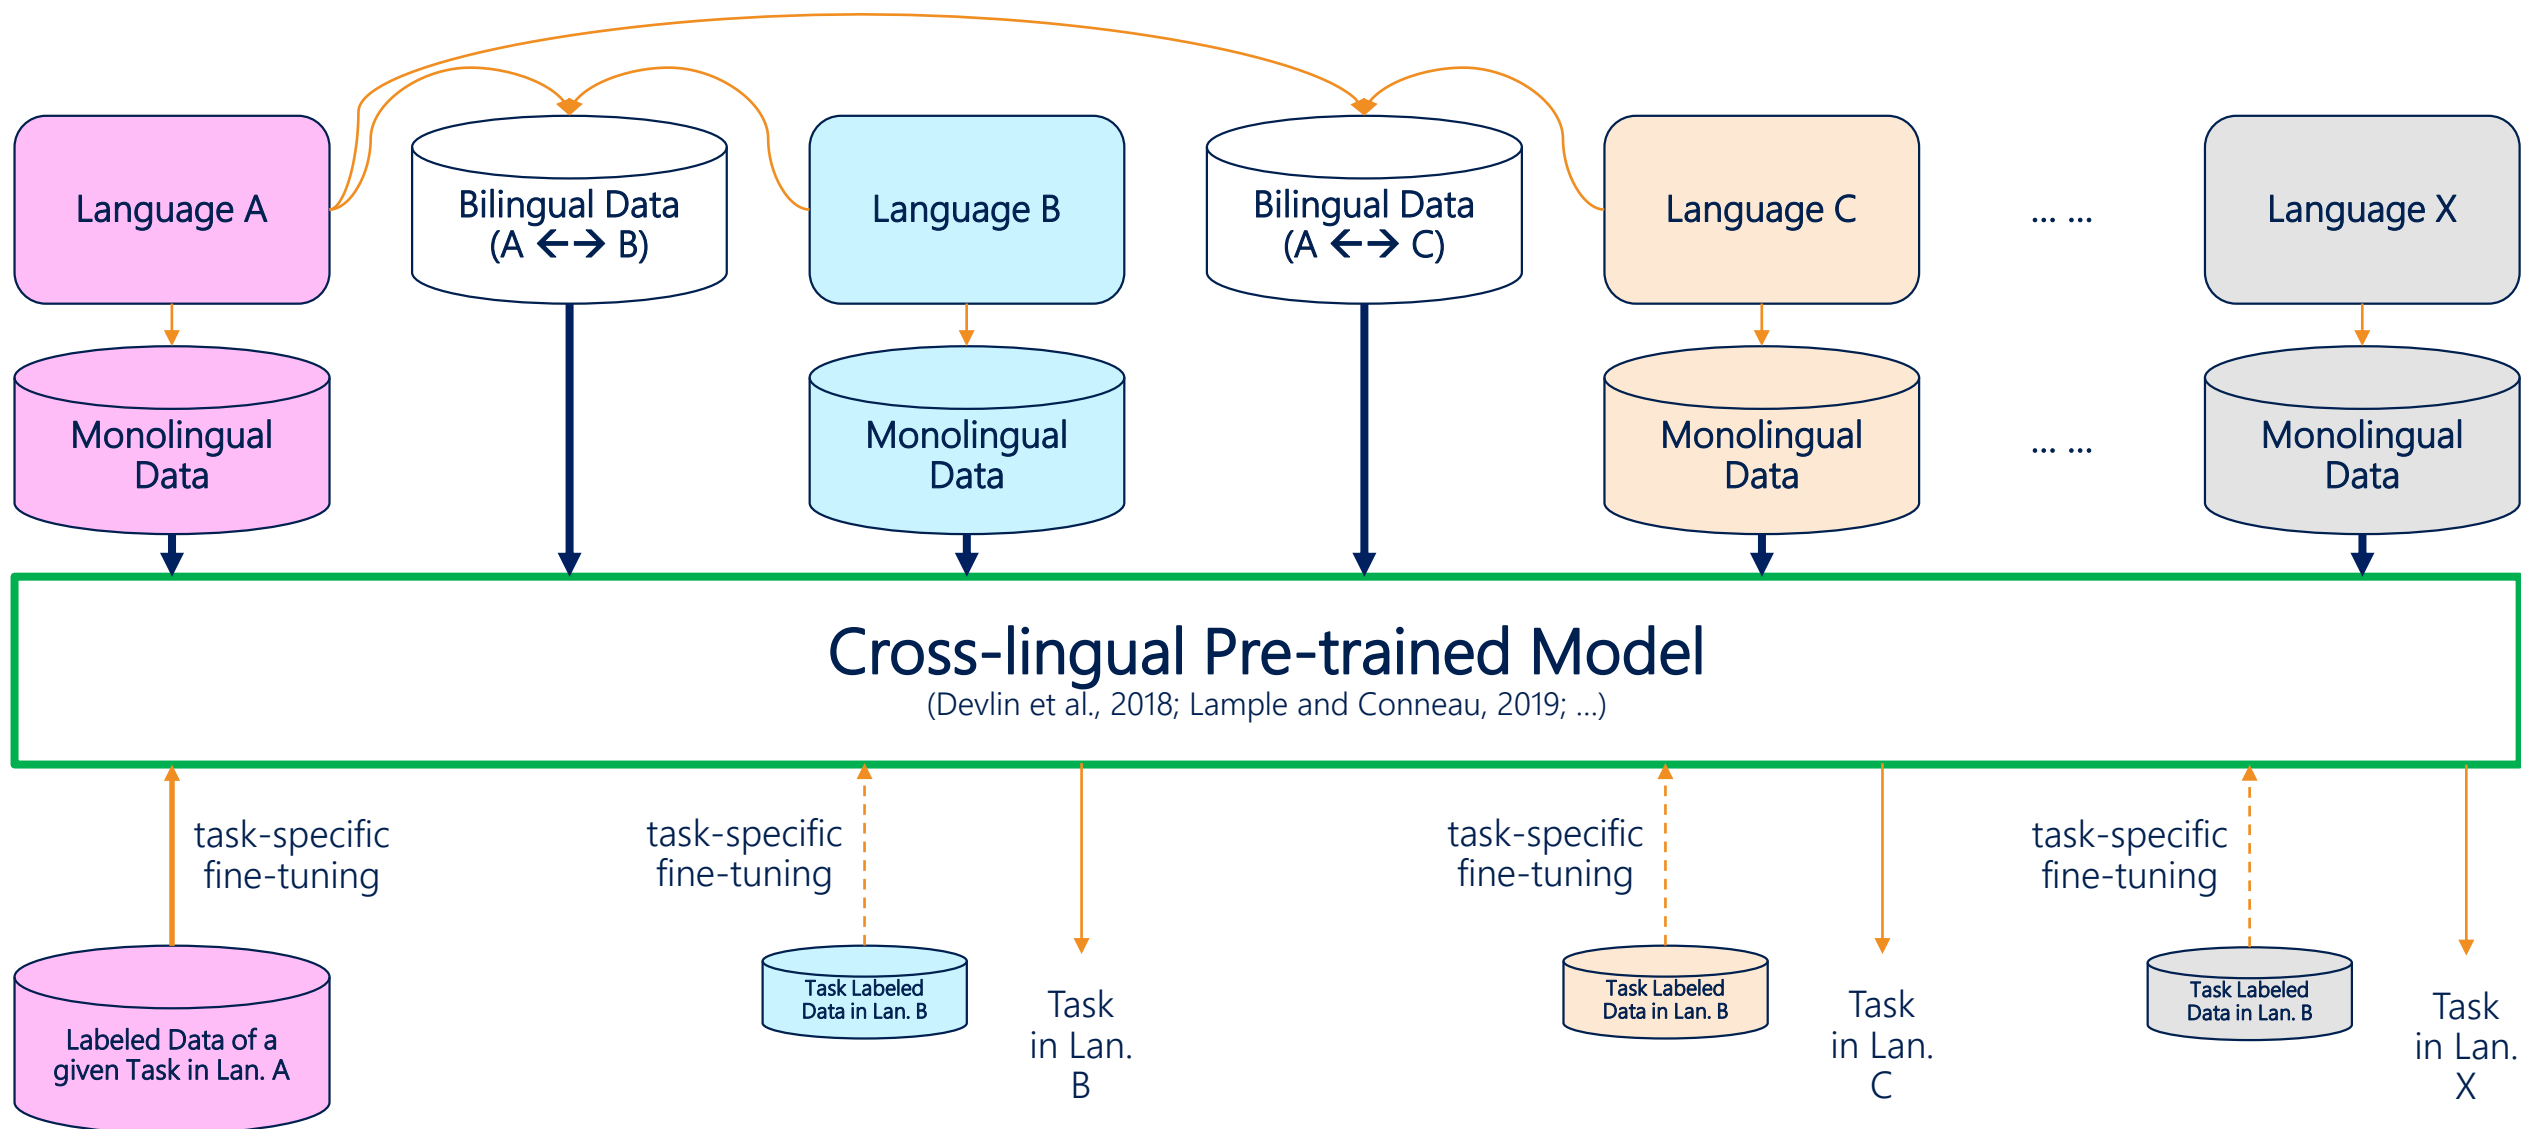 Language A
Bilingual Data
(A ←→ B)
Language B
Bilingual Data
(A ←→ C)
Language C
... ...
Language X
Monolingual
Data
Monolingual
Data
Monolingual
Data
... ...
Monolingual
Data
Cross-lingual Pre-trained Model
(Devlin et al., 2018; Lample and Conneau, 2019; ...)
task-specific
fine-tuning
task-specific
fine-tuning
task-specific
fine-tuning
task-specific
fine-tuning
Labeled Data of a
given Task in Lan. A
Task Labeled
Data in Lan. B
Task
in Lan.
B
Task Labeled
Data in Lan. B
Task
in Lan.
C
Task Labeled
Data in Lan. B
Task
in Lan.
X